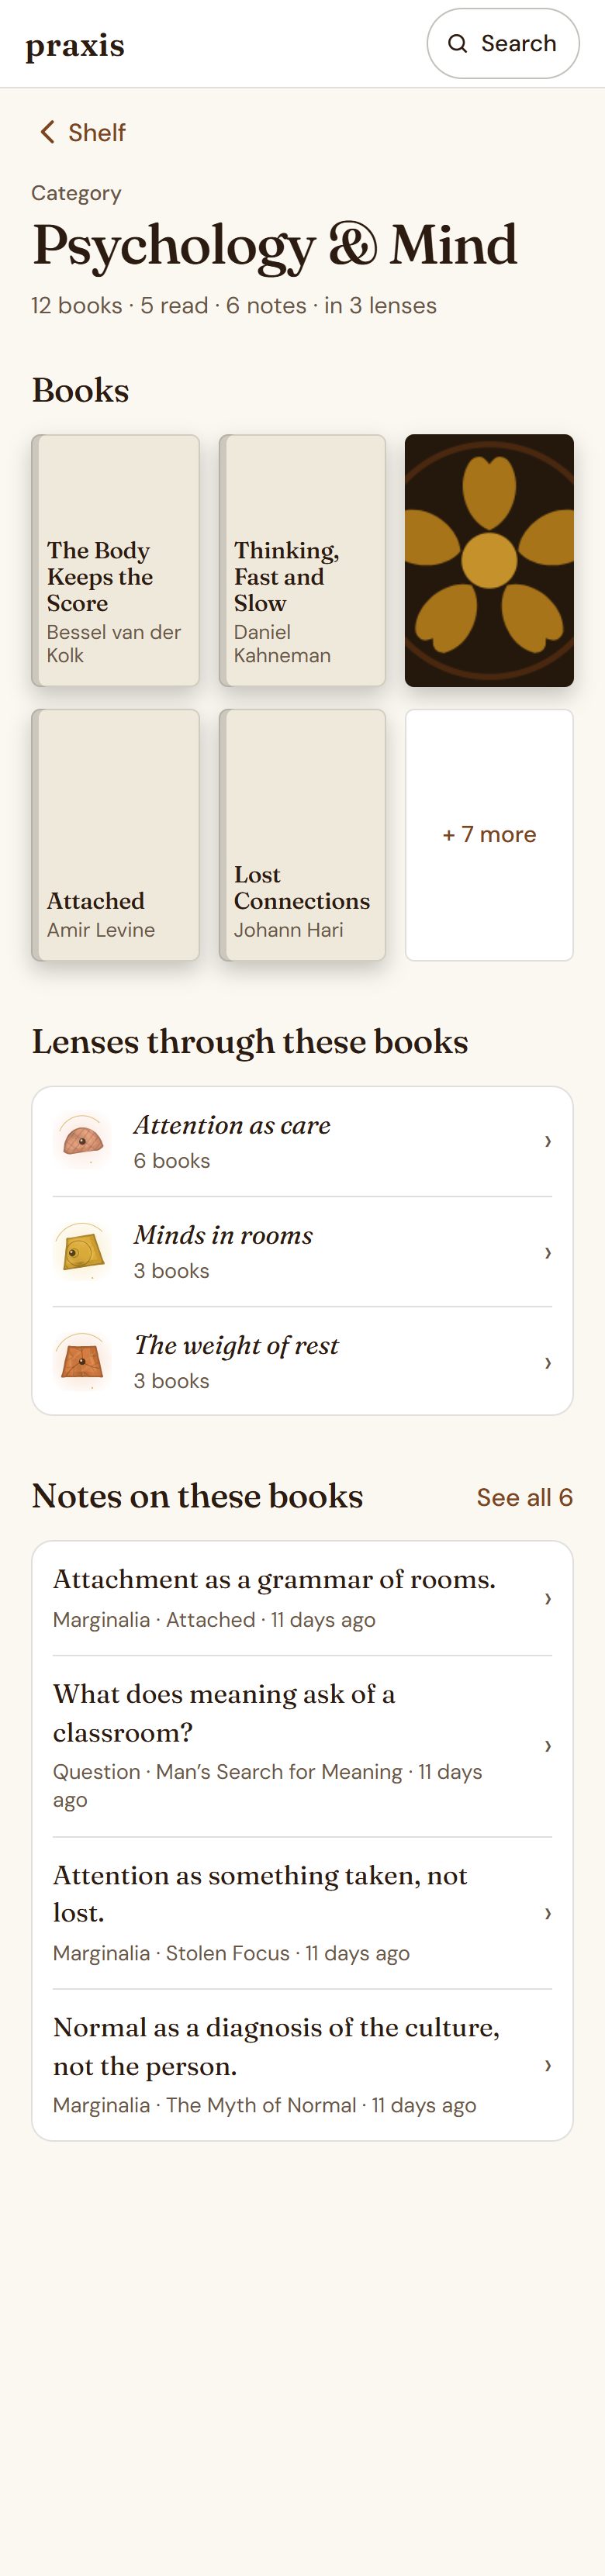 praxis
Search
Shelf
Category
Psychology & Mind
12 books · 5 read · 6 notes · in 3 lenses
Books
The Body
Keeps the
Score
Bessel van der
Kolk
Thinking,
Fast and
Slow
Daniel
Kahneman
Attached
Amir Levine
Lost
Connections
Johann Hari
+ 7 more
Lenses through these books
Attention as care
6 books
Minds in rooms
3 books
The weight of rest
3 books
Notes on these books
See all 6
Attachment as a grammar of rooms.
Marginalia · Attached · 11 days ago
What does meaning ask of a
classroom?
Question · Man’s Search for Meaning · 11 days
ago
Attention as something taken, not
lost.
Marginalia · Stolen Focus · 11 days ago
Normal as a diagnosis of the culture,
not the person.
Marginalia · The Myth of Normal · 11 days ago